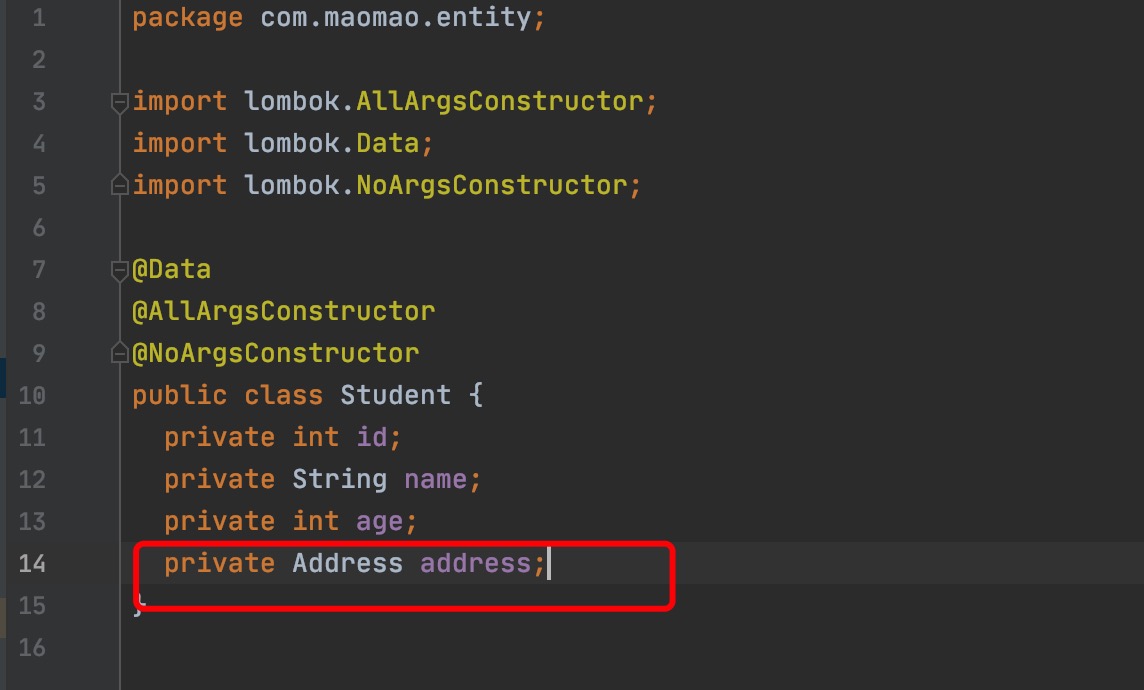 1 package com.maomao.entity;
2
3 import lombok.AllArgsConstructor;
4 import lombok.Data;
5 import lombok.NoArgsConstructor;
6
7 @Data
8 @AllArgsConstructor
9 @NoArgsConstructor
10 public class Student {
11   private int id;
12   private String name;
13   private int age;
14   private Address address;
15 }
16